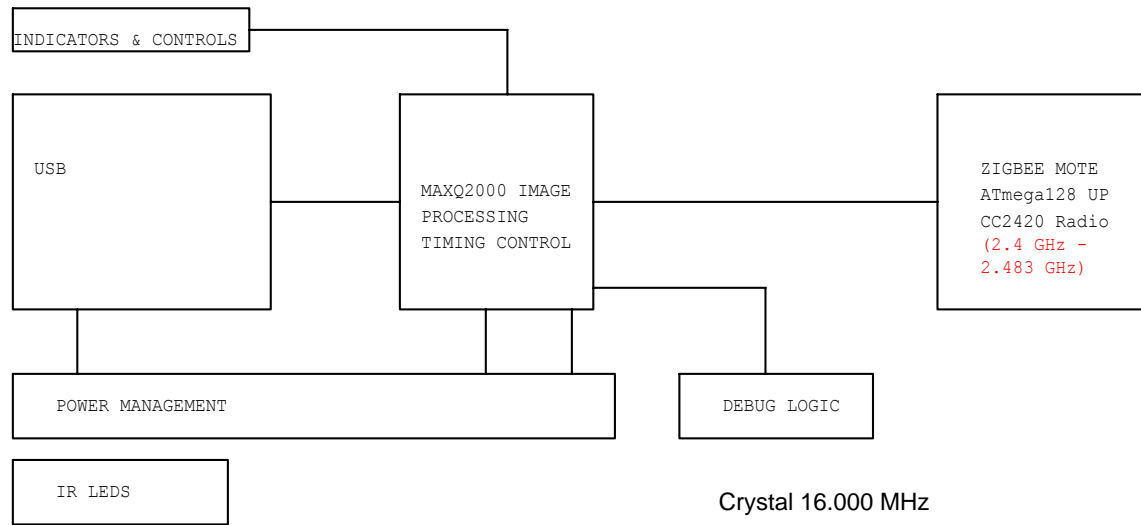 INDICATORS & CONTROLS
USB
MAXQ2000 IMAGE
PROCESSING
TIMING CONTROL
ZIGBEE MOTE
ATmega128 UP
CC2420 Radio
(2.4 GHz -
2.483 GHz)
POWER MANAGEMENT
DEBUG LOGIC
IR LEDS
Crystal 16.000 MHz